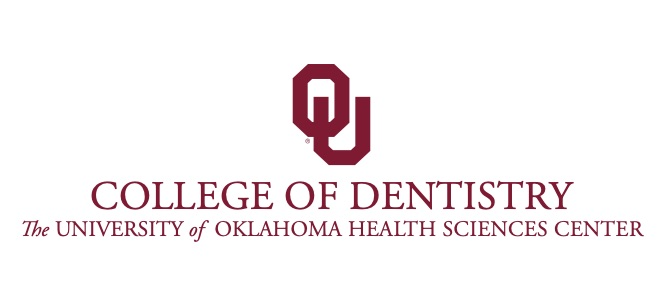 OU
®
COLLEGE OF DENTISTRY
The UNIVERSITY of OKLAHOMA HEALTH SCIENCES CENTER